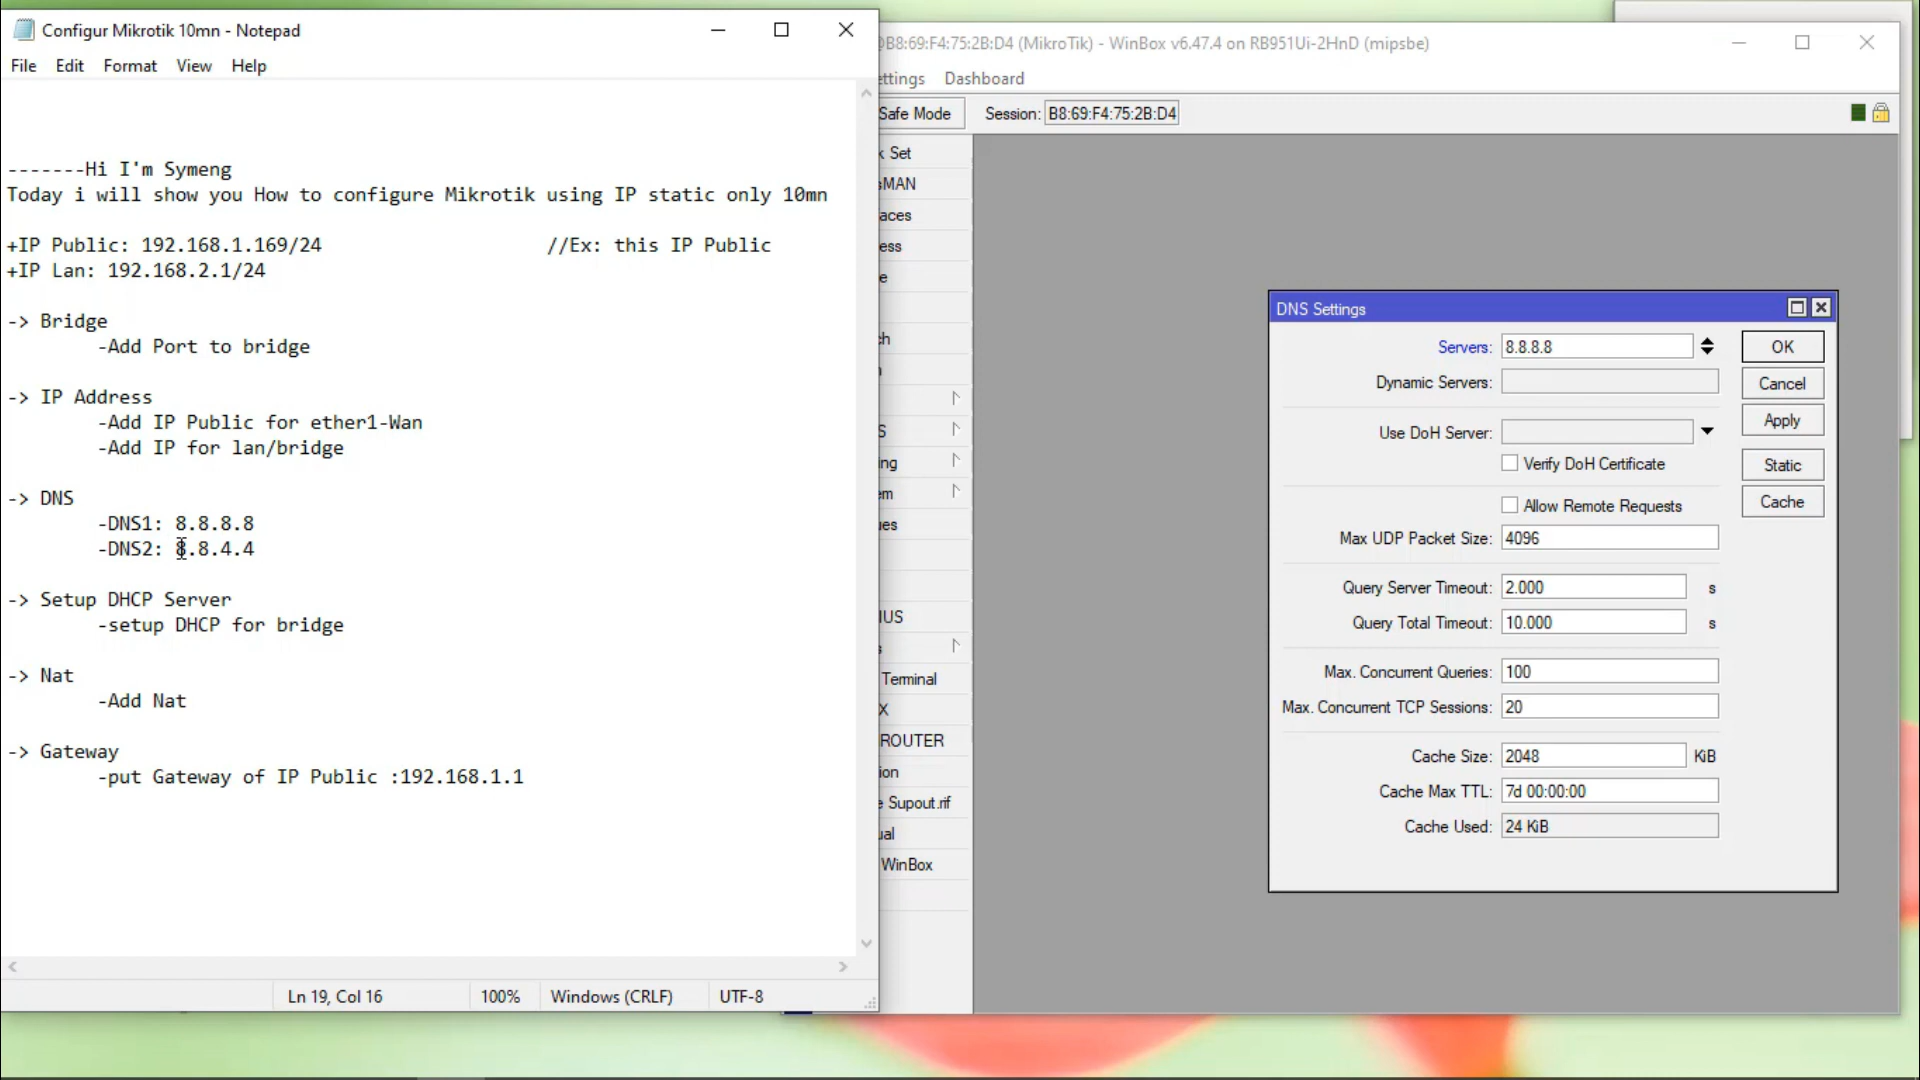 Configur Mikrotik 10mn - Notepad
File Edit Format View Help
-------Hi I'm Symeng
Today i will show you How to configure Mikrotik using IP static only 10mn
+IP Public: 192.168.1.169/24 //Ex: this IP Public
+IP Lan: 192.168.2.1/24
-> Bridge
-Add Port to bridge
-> IP Address
-Add IP Public for ether1-Wan
-Add IP for lan/bridge
-> DNS
-DNS1: 8.8.8.8
-DNS2: 8.8.4.4
-> Setup DHCP Server
-setup DHCP for bridge
-> Nat
-Add Nat
-> Gateway
-put Gateway of IP Public :192.168.1.1
Ln 19, Col 16 100% Windows (CRLF) UTF-8
B8:69:F4:75:2B:D4 (MikroTik) - WinBox v6.47.4 on RB951Ui-2HnD (mipsbe)
ettings Dashboard
Safe Mode Session: B8:69:F4:75:2B:D4
k Set
sMAN
aces
ess
e
ch
S
ng
em
ues
IUS
s
Terminal
X
ROUTER
ion
e Supout.rif
ual
WinBox
DNS Settings
Servers: 8.8.8.8
OK
Dynamic Servers:
Cancel
Use DoH Server:
Apply
Verify DoH Certificate
Static
Allow Remote Requests
Cache
Max UDP Packet Size: 4096
Query Server Timeout: 2.000 s
Query Total Timeout: 10.000 s
Max. Concurrent Queries: 100
Max. Concurrent TCP Sessions: 20
Cache Size: 2048 KiB
Cache Max TTL: 7d 00:00:00
Cache Used: 24 KiB